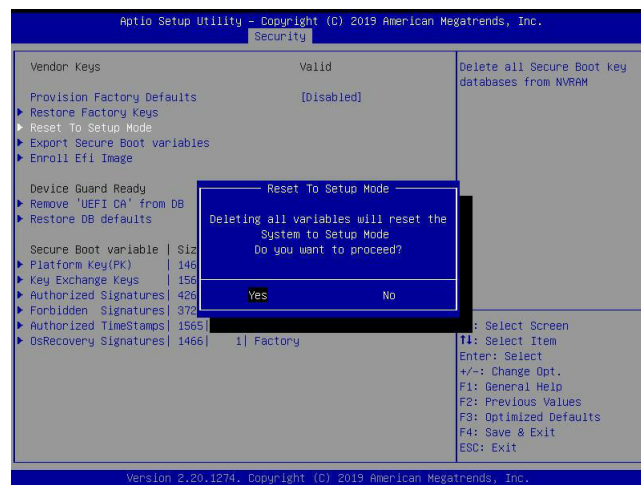 Aptio Setup Utility – Copyright (C) 2019 American Megatrends, Inc.
Security
Vendor Keys Valid
Provision Factory Defaults [Disabled]
Restore Factory Keys
Reset To Setup Mode
Export Secure Boot variables
Enroll Efi Image
Device Guard Ready
Remove 'UEFI CA' from DB
Restore DB defaults
Secure Boot variable | Siz
Platform Key(PK) | 146
Key Exchange Keys | 156
Authorized Signatures| 426
Forbidden Signatures| 372
Authorized TimeStamps| 1565|
OsRecovery Signatures| 1466| 1| Factory
Reset To Setup Mode
Deleting all variables will reset the
System to Setup Mode
Do you want to proceed?
Yes No
Delete all Secure Boot key
databases from NVRAM
: Select Screen
↑↓: Select Item
Enter: Select
+/-: Change Opt.
F1: General Help
F2: Previous Values
F3: Optimized Defaults
F4: Save & Exit
ESC: Exit
Version 2.20.1274. Copyright (C) 2019 American Megatrends, Inc.